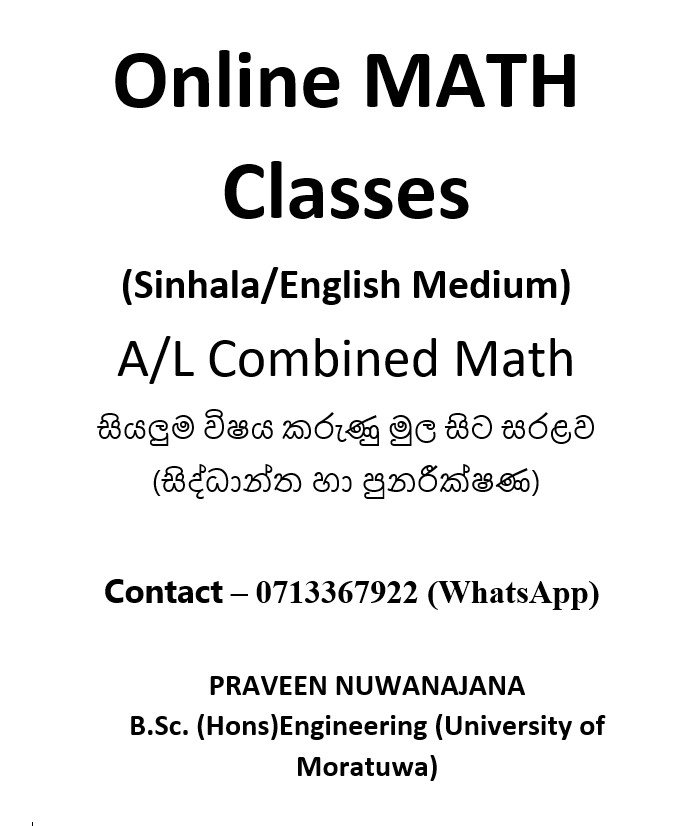 Online MATH
Classes
(Sinhala/English Medium)
A/L Combined Math
සියලුම විෂය කරුණු මුල සිට සරළව
(සිද්ධාන්ත හා පුනරීක්ෂණ)
Contact – 0713367922 (WhatsApp)
PRAVEEN NUWANAJANA
B.Sc. (Hons)Engineering (University of
Moratuwa)